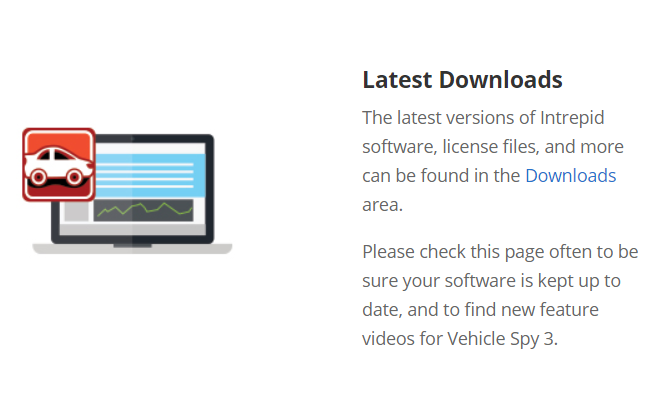 Latest Downloads
The latest versions of Intrepid
software, license files, and more
can be found in the Downloads
area.
Please check this page often to be
sure your software is kept up to
date, and to find new feature
videos for Vehicle Spy 3.